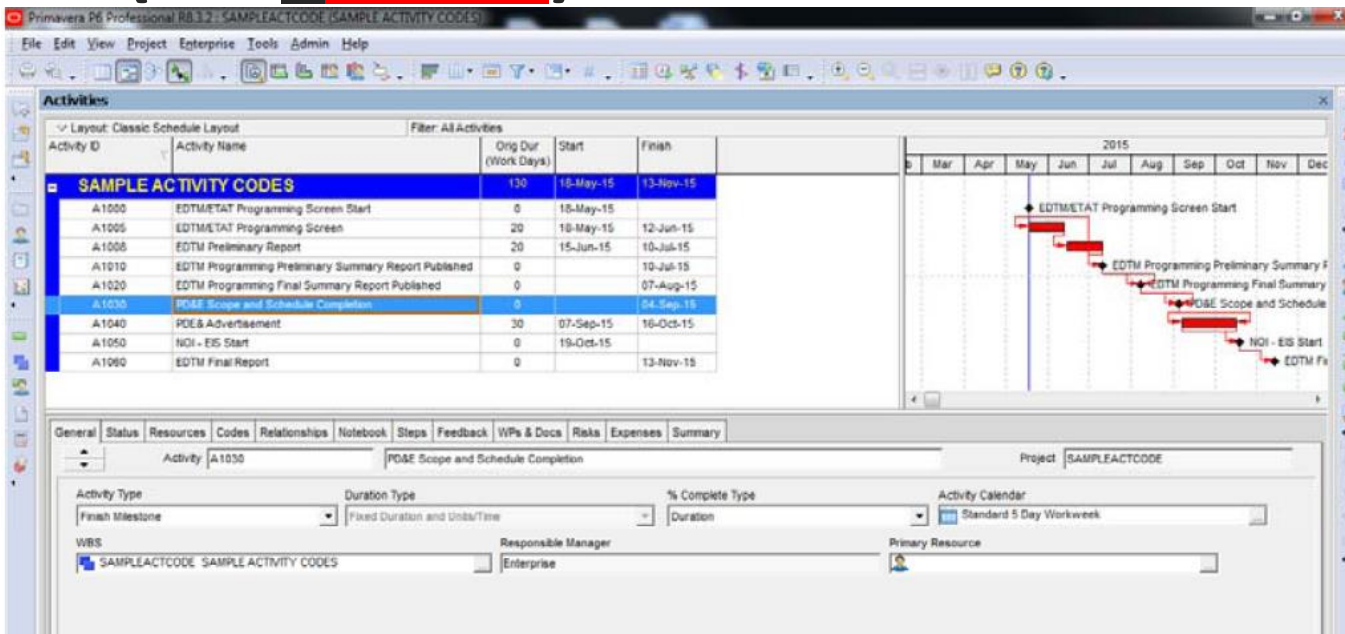 Primavera P6 Professional R8.3.2 : SAMPLEACTCODE (SAMPLE ACTIVITY CODES)
File Edit View Project Enterprise Tools Admin Help
Activities
Layout: Classic Schedule Layout Filter: All Activities
Activity ID Activity Name Orig Dur (Work Days) Start Finish 2015
b Mar Apr May Jun Jul Aug Sep Oct Nov Dec
SAMPLE ACTIVITY CODES 130 18-May-15 13-Nov-15
A1000 EDTM/ETAT Programming Screen Start 0 18-May-15 EDTM/ETAT Programming Screen Start
A1005 EDTM/ETAT Programming Screen 20 18-May-15 12-Jun-15
A1008 EDTM Preliminary Report 20 15-Jun-15 10-Jul-15
A1010 EDTM Programming Preliminary Summary Report Published 0 10-Jul-15 EDTM Programming Preliminary Summary F
A1020 EDTM Programming Final Summary Report Published 0 07-Aug-15 EDTM Programming Final Summary
A1030 PD&E Scope and Schedule Completion 0 04-Sep-15 PD&E Scope and Schedule
A1040 PDE& Advertisement 30 07-Sep-15 16-Oct-15
A1050 NOI - EIS Start 0 19-Oct-15 NOI - EIS Start
A1060 EDTM Final Report 0 13-Nov-15 EDTM Fi
General Status Resources Codes Relationships Notebook Steps Feedback WPs & Docs Risks Expenses Summary
Activity A1030 PD&E Scope and Schedule Completion Project SAMPLEACTCODE
Activity Type Duration Type % Complete Type Activity Calendar
Finish Milestone Fixed Duration and Units/Time Duration Standard 5 Day Workweek
WBS Responsible Manager Primary Resource
SAMPLEACTCODE SAMPLE ACTIVITY CODES Enterprise